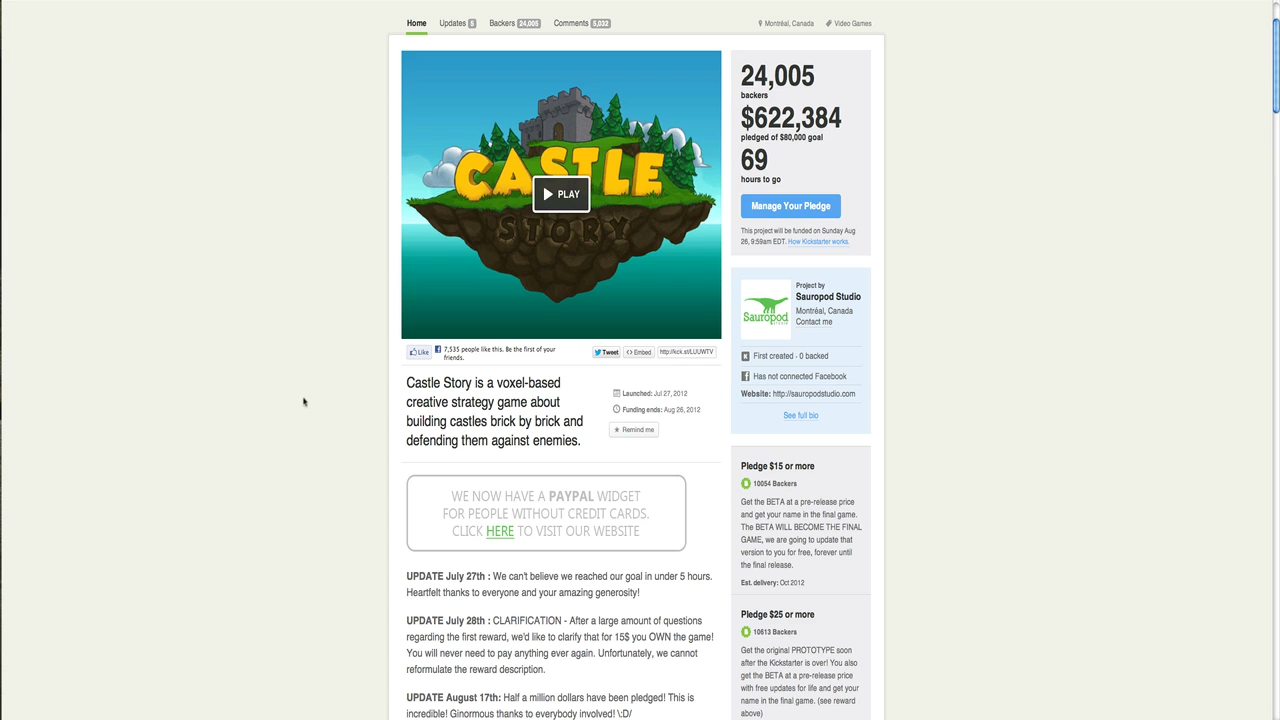 Home Updates 5 Backers 24,005 Comments 5,032 Montréal, Canada Video Games
CASTLE
STORY
PLAY
7,535 people like this. Be the first of your
friends.
Like
Tweet Embed http://kck.st/LUUWTV
Castle Story is a voxel-based
creative strategy game about
building castles brick by brick and
defending them against enemies.
Launched: Jul 27, 2012
Funding ends: Aug 26, 2012
Remind me
WE NOW HAVE A PAYPAL WIDGET
FOR PEOPLE WITHOUT CREDIT CARDS.
CLICK HERE TO VISIT OUR WEBSITE
UPDATE July 27th : We can't believe we reached our goal in under 5 hours.
Heartfelt thanks to everyone and your amazing generosity!
UPDATE July 28th : CLARIFICATION - After a large amount of questions
regarding the first reward, we'd like to clarify that for 15$ you OWN the game!
You will never need to pay anything ever again. Unfortunately, we cannot
reformulate the reward description.
UPDATE August 17th: Half a million dollars have been pledged! This is
incredible! Ginormous thanks to everybody involved! \:D/
24,005
backers
$622,384
pledged of $80,000 goal
69
hours to go
Manage Your Pledge
This project will be funded on Sunday Aug
26, 9:59am EDT. How Kickstarter works.
Sauropod
STUDIO
Project by
Sauropod Studio
Montréal, Canada
Contact me
First created · 0 backed
Has not connected Facebook
Website: http://sauropodstudio.com
See full bio
Pledge $15 or more
10054 Backers
Get the BETA at a pre-release price
and get your name in the final game.
The BETA WILL BECOME THE FINAL
GAME, we are going to update that
version to you for free, forever until
the final release.
Est. delivery: Oct 2012
Pledge $25 or more
10613 Backers
Get the original PROTOTYPE soon
after the Kickstarter is over! You also
get the BETA at a pre-release price
with free updates for life and get your
name in the final game. (see reward
above)